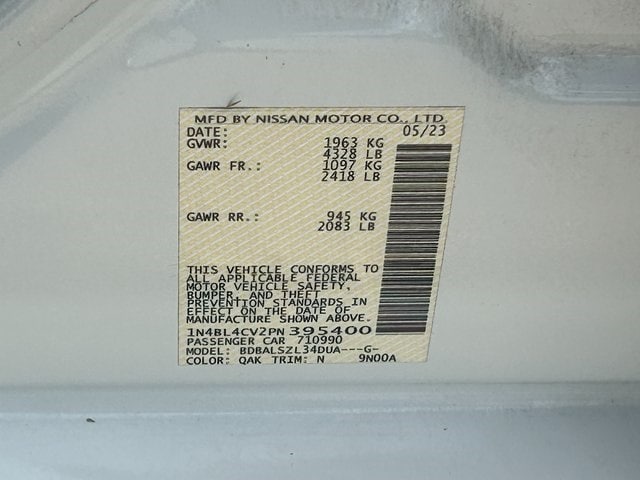 MFD BY NISSAN MOTOR CO., LTD.
DATE: 05/23
GVWR: 1963 KG
4328 LB
GAWR FR.: 1097 KG
2418 LB
GAWR RR.: 945 KG
2083 LB
THIS VEHICLE CONFORMS TO
ALL APPLICABLE FEDERAL
MOTOR VEHICLE SAFETY,
BUMPER, AND THEFT
PREVENTION STANDARDS IN
EFFECT ON THE DATE OF
MANUFACTURE SHOWN ABOVE.
1N4BL4CV2PN395400
PASSENGER CAR 710990
MODEL: BDBALSZL34DUA---G-
COLOR: QAK TRIM: N 9N00A